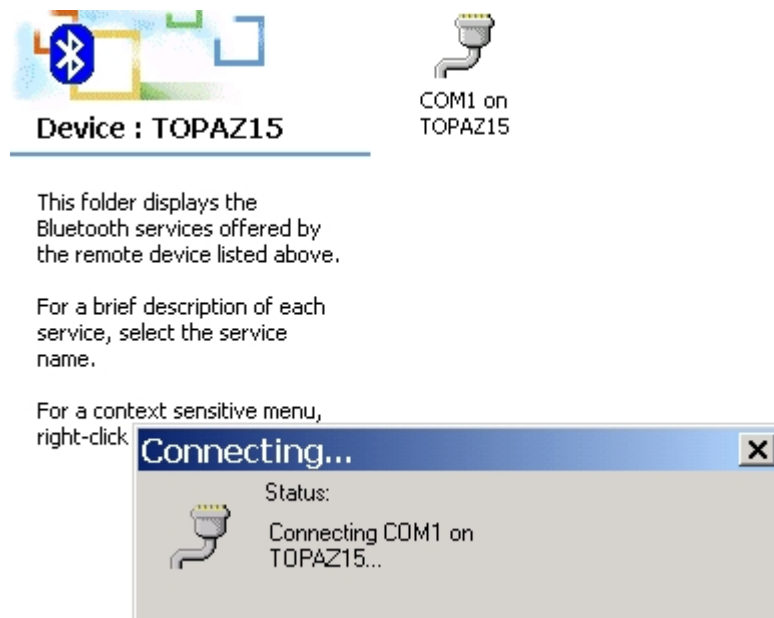 Device : TOPAZ15
COM1 on
TOPAZ15
This folder displays the
Bluetooth services offered by
the remote device listed above.
For a brief description of each
service, select the service
name.
For a context sensitive menu,
right-click
Connecting...
Status:
Connecting COM1 on
TOPAZ15...